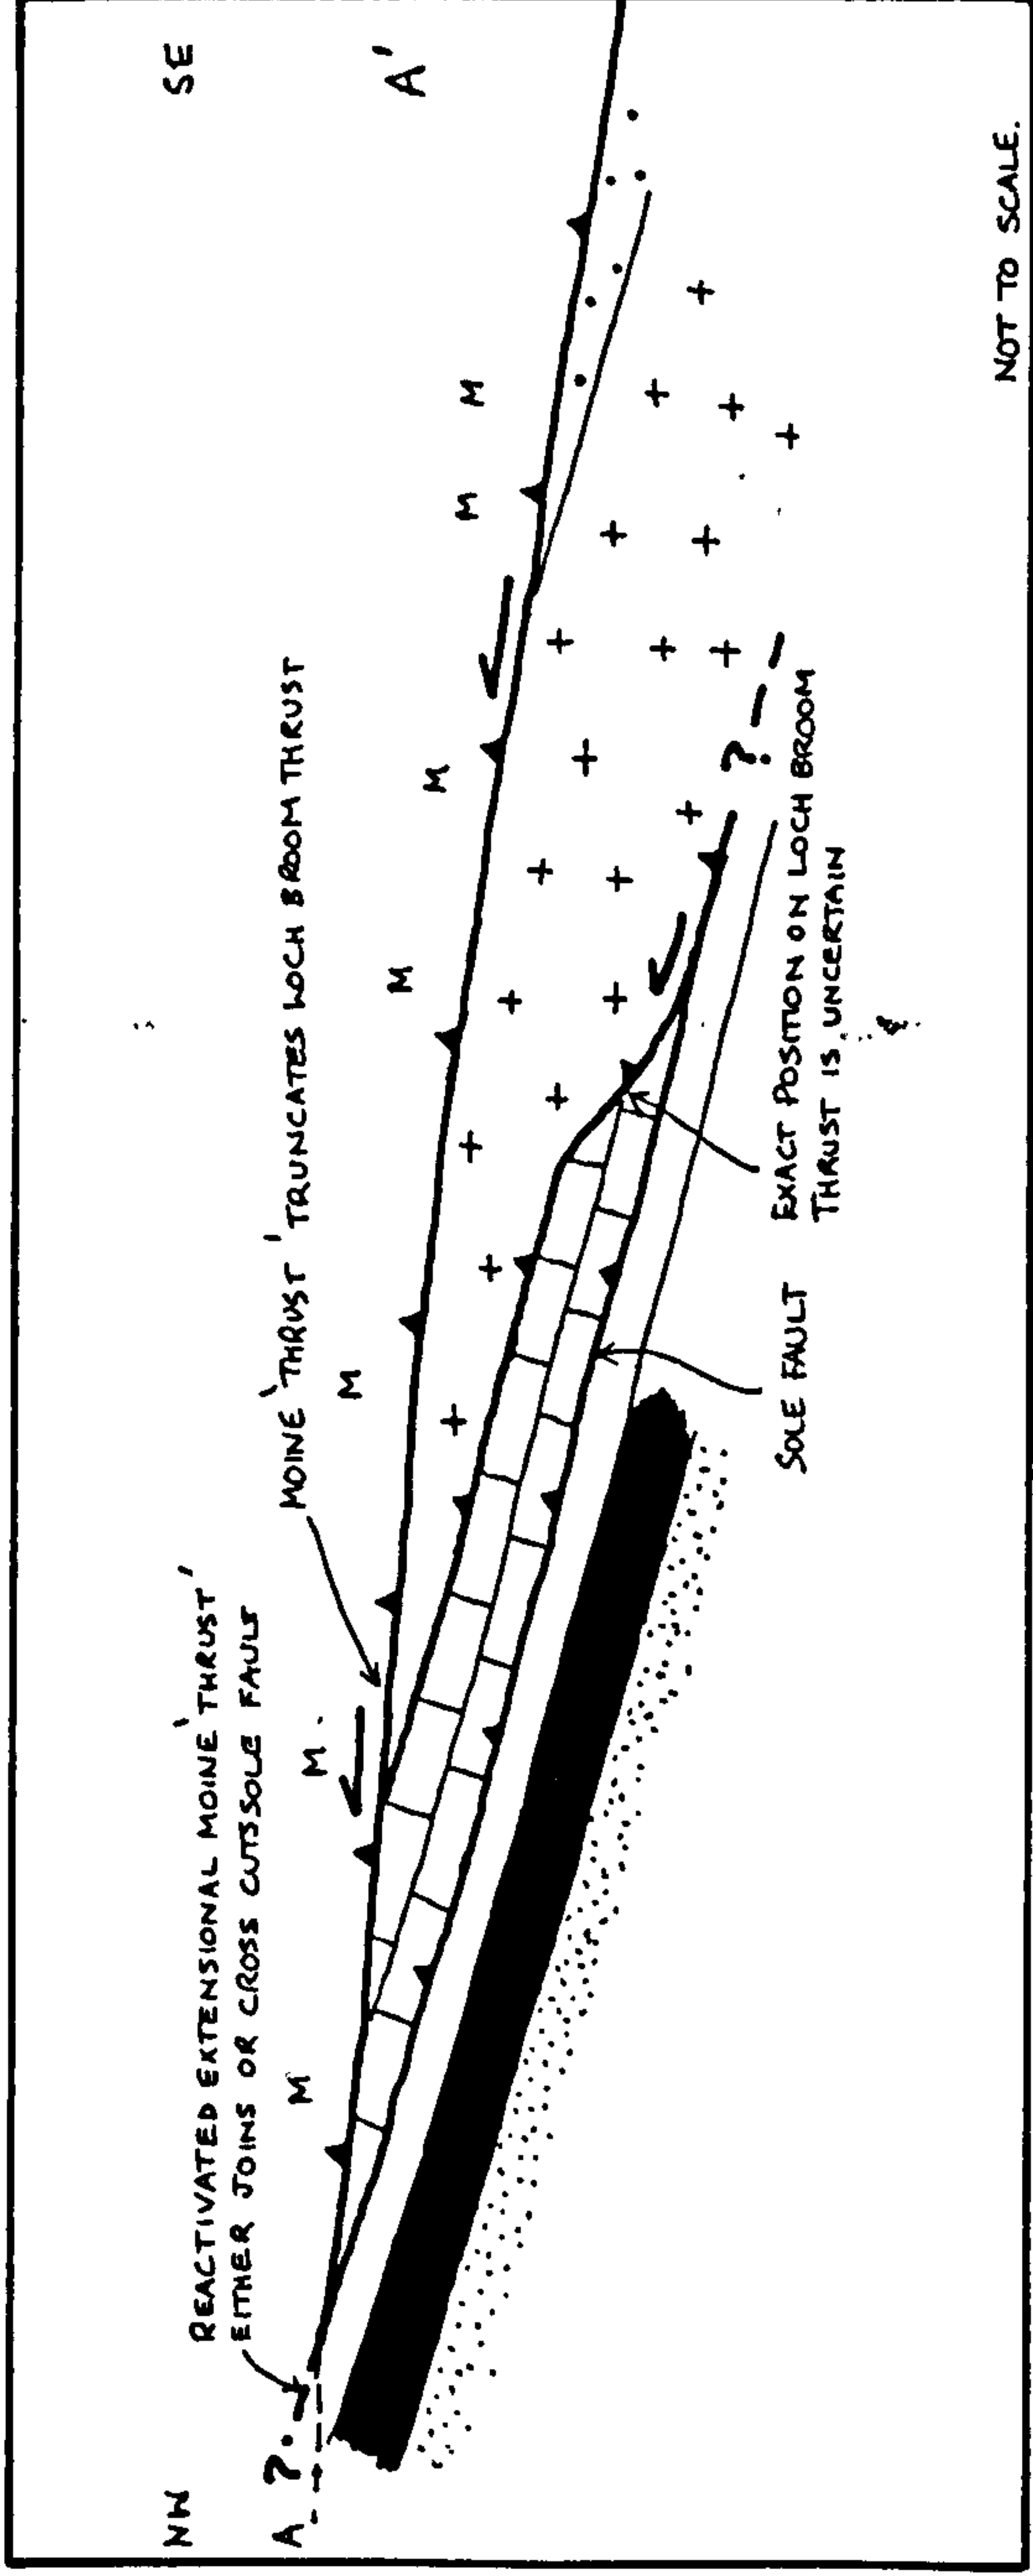 NW
SE
A
?
A'
REACTIVATED EXTENSIONAL MOINE 'THRUST'
EITHER JOINS OR CROSS CUTS SOLE FAULT
MOINE 'THRUST' TRUNCATES LOCH BROOM THRUST
M
M
M
M
M
M
M
?
SOLE FAULT
EXACT POSITION ON LOCH BROOM
THRUST IS UNCERTAIN
NOT TO SCALE.